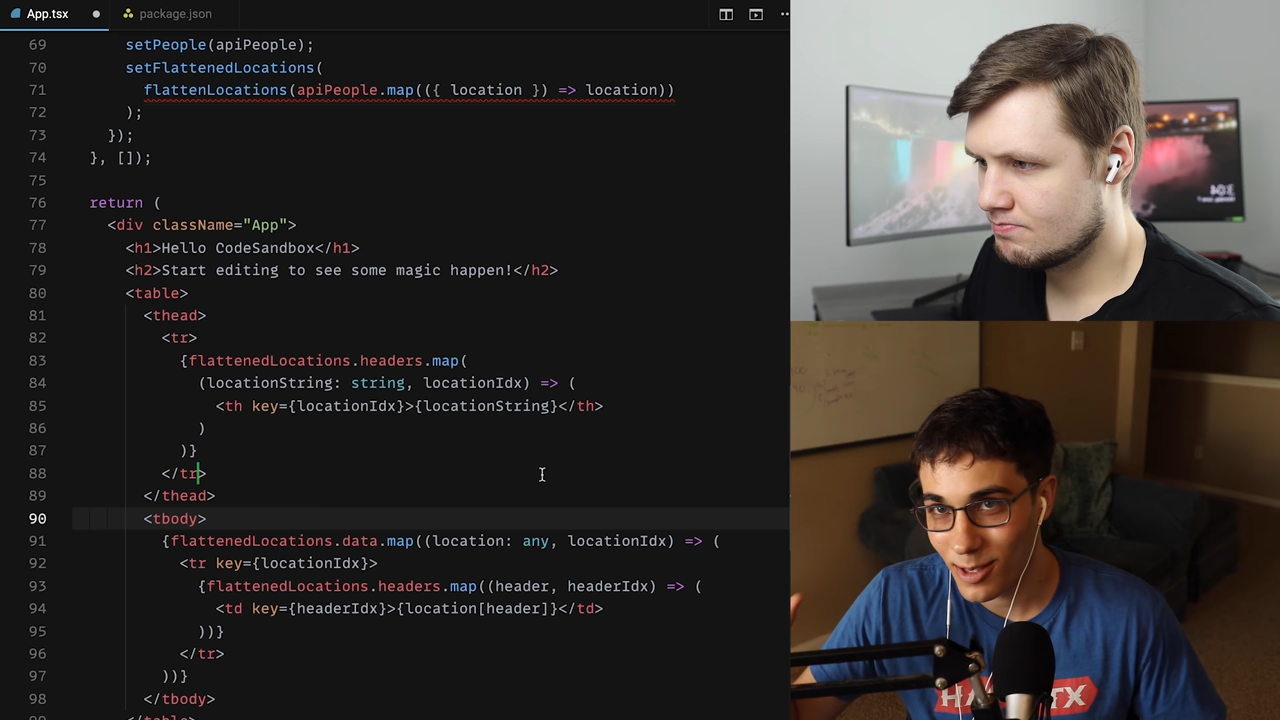 App.tsx
package.json
69 setPeople(apiPeople);
70 setFlattenedLocations(
71 flattenLocations(apiPeople.map(({ location }) => location))
72 );
73 });
74 }, []);
75
76 return (
77 <div className="App">
78 <h1>Hello CodeSandbox</h1>
79 <h2>Start editing to see some magic happen!</h2>
80 <table>
81 <thead>
82 <tr>
83 {flattenedLocations.headers.map(
84 (locationString: string, locationIdx) => (
85 <th key={locationIdx}>{locationString}</th>
86 )
87 )}
88 </tr>
89 </thead>
90 <tbody>
91 {flattenedLocations.data.map((location: any, locationIdx) => (
92 <tr key={locationIdx}>
93 {flattenedLocations.headers.map((header, headerIdx) => (
94 <td key={headerIdx}>{location[header]}</td>
95 ))}
96 </tr>
97 ))}
98 </tbody>
99 </table>
3:04